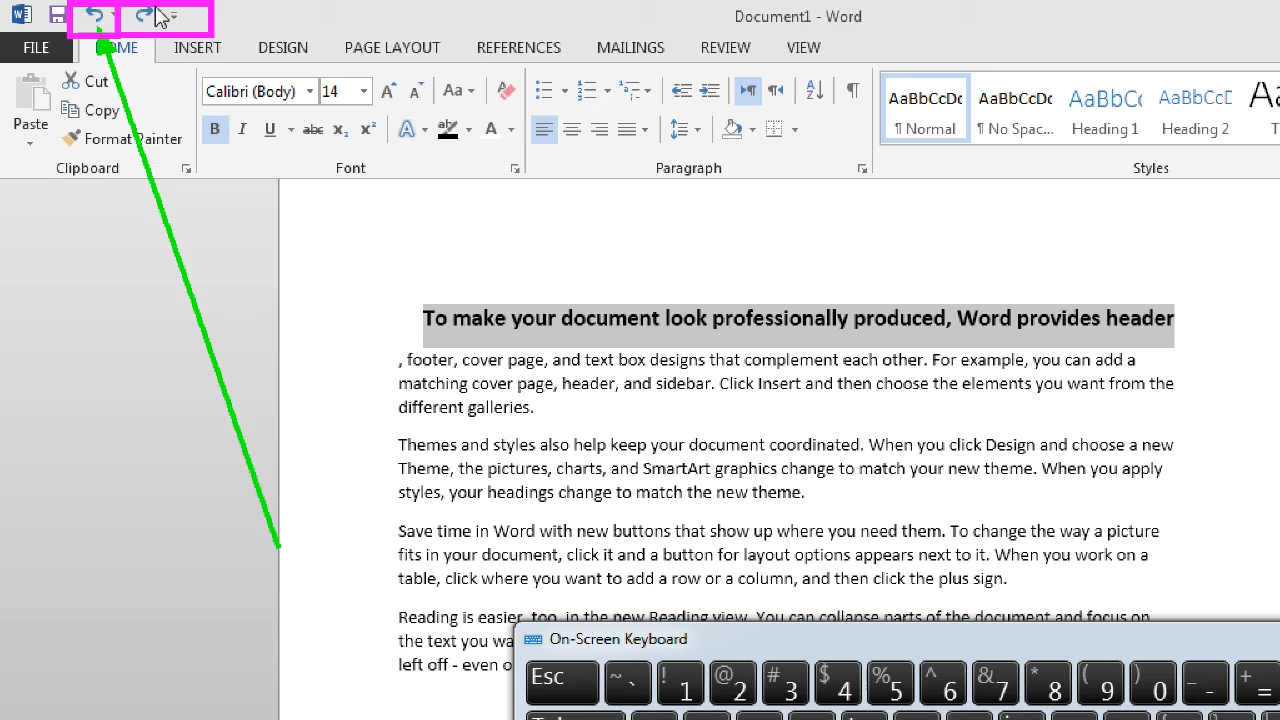 Document1 - Word
FILE HOME INSERT DESIGN PAGE LAYOUT REFERENCES MAILINGS REVIEW VIEW
Cut
Copy
Format Painter
Paste
Clipboard
Calibri (Body) 14 Aa
B I U abc x₂ x² A A
Font
Paragraph
AaBbCcDc AaBbCcDc AaBbCc AaBbCcD
¶ Normal ¶ No Spac... Heading 1 Heading 2
Styles
To make your document look professionally produced, Word provides header
, footer, cover page, and text box designs that complement each other. For example, you can add a
matching cover page, header, and sidebar. Click Insert and then choose the elements you want from the
different galleries.
Themes and styles also help keep your document coordinated. When you click Design and choose a new
Theme, the pictures, charts, and SmartArt graphics change to match your new theme. When you apply
styles, your headings change to match the new theme.
Save time in Word with new buttons that show up where you need them. To change the way a picture
fits in your document, click it and a button for layout options appears next to it. When you work on a
table, click where you want to add a row or a column, and then click the plus sign.
Reading is easier, too, in the new Reading view. You can collapse parts of the document and focus on
the text you wa
left off - even o
On-Screen Keyboard
Esc ~ ` ! 1 @ 2 # 3 $ 4 % 5 ^ 6 & 7 * 8 ( 9 ) 0 _ - + =